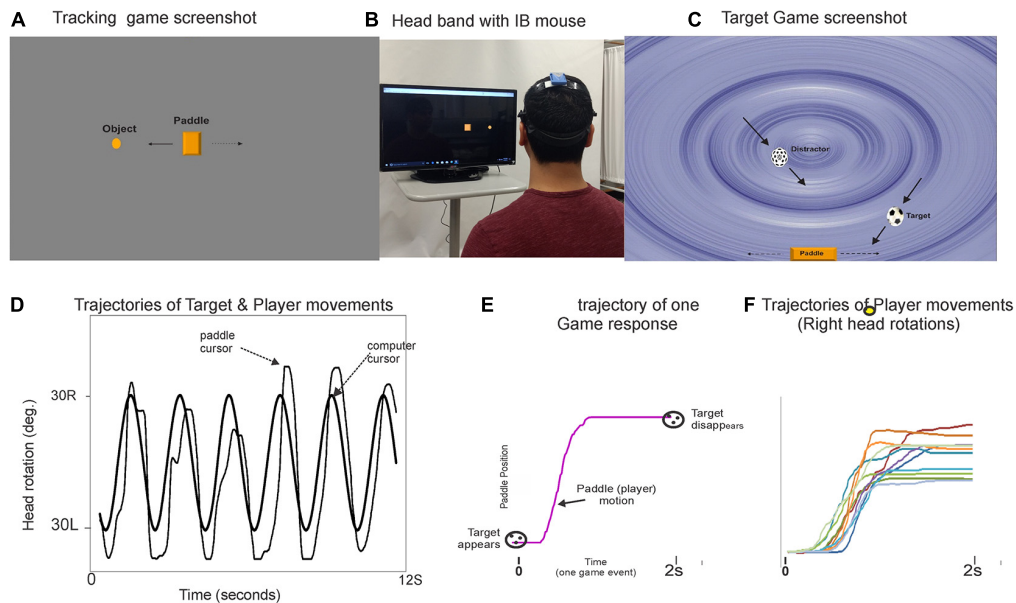 A Tracking game screenshot
Object
Paddle
B Head band with IB mouse
C Target Game screenshot
Distractor
Target
Paddle
D Trajectories of Target & Player movements
paddle
cursor
computer
cursor
30R
30L
Head rotation (deg.)
0
12S
Time (seconds)
E trajectory of one
Game response
Target
disappears
Paddle Position
Paddle (player)
motion
Target
appears
0
Time
(one game event)
2s
F Trajectories of Player movements
(Right head rotations)
0
2s